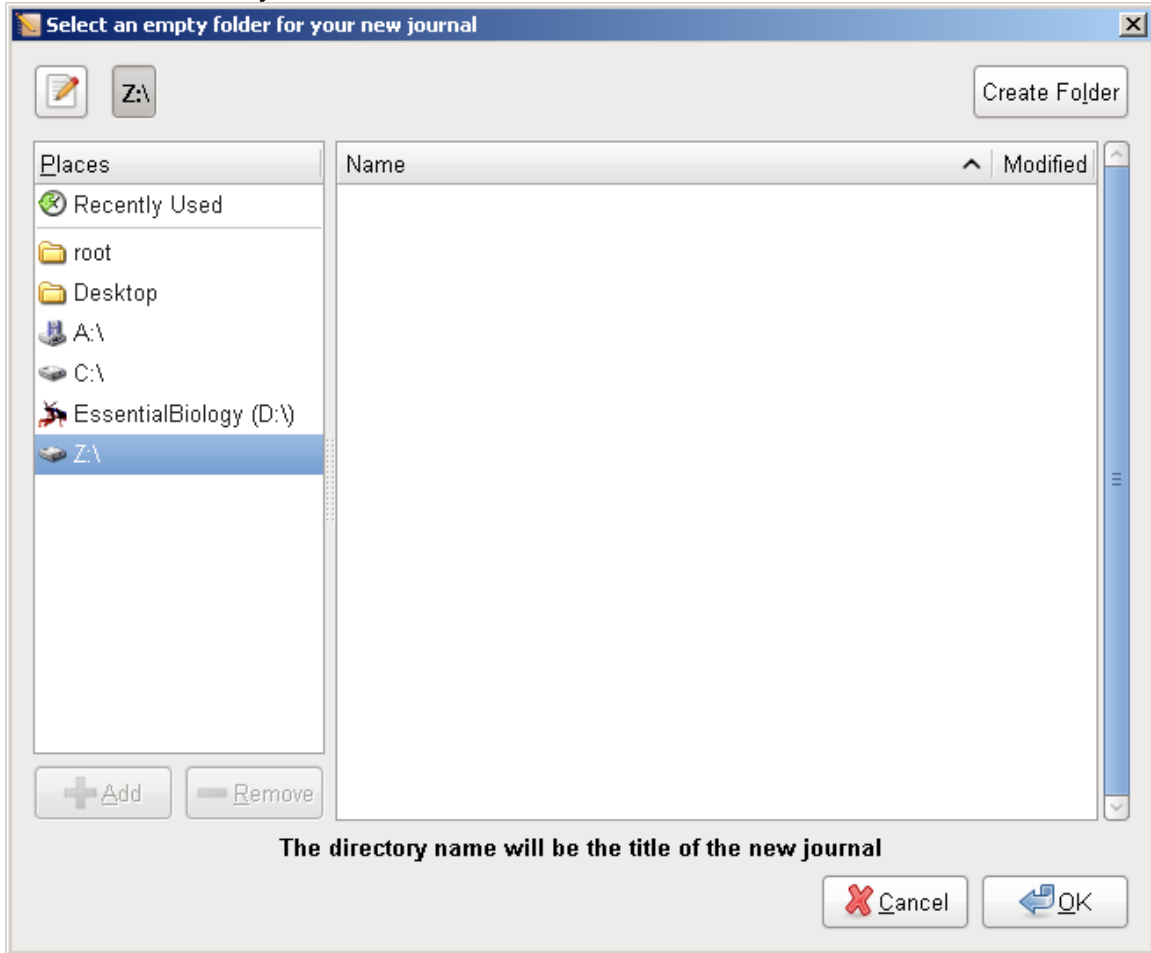 Select an empty folder for your new journal
Z:\
Create Folder
Places
Name
Modified
Recently Used
root
Desktop
A:\
C:\
EssentialBiology (D:\)
Z:\
Add
Remove
The directory name will be the title of the new journal
Cancel
OK